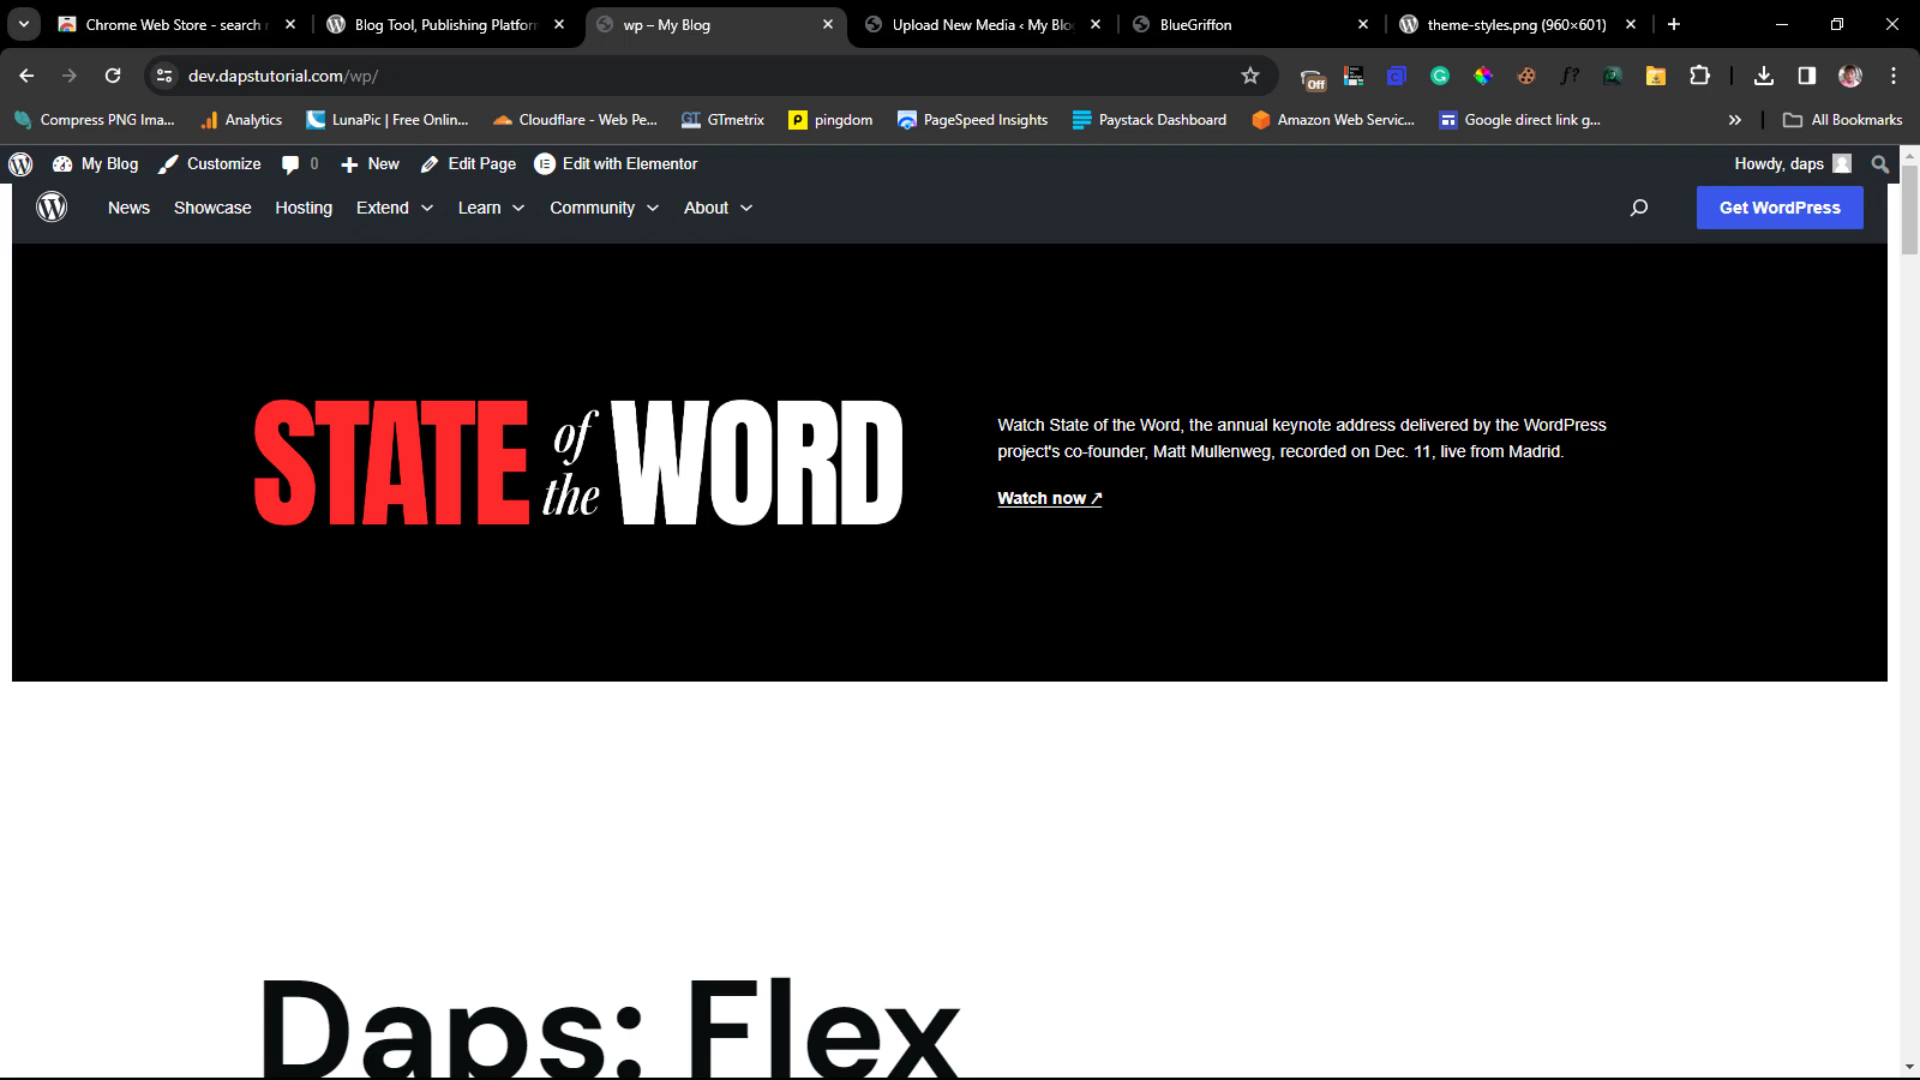 Chrome Web Store - search r
Blog Tool, Publishing Platforn
wp – My Blog
Upload New Media ‹ My Blo
BlueGriffon
theme-styles.png (960×601)
dev.dapstutorial.com/wp/
Off
Compress PNG Ima...
Analytics
LunaPic | Free Onlin...
Cloudflare - Web Pe...
GTmetrix
pingdom
PageSpeed Insights
Paystack Dashboard
Amazon Web Servic...
Google direct link g...
All Bookmarks
My Blog
Customize
0
New
Edit Page
Edit with Elementor
Howdy, daps
News
Showcase
Hosting
Extend
Learn
Community
About
Get WordPress
STATE of the WORD
Watch State of the Word, the annual keynote address delivered by the WordPress
project's co-founder, Matt Mullenweg, recorded on Dec. 11, live from Madrid.
Watch now ↗
Daps: Flex